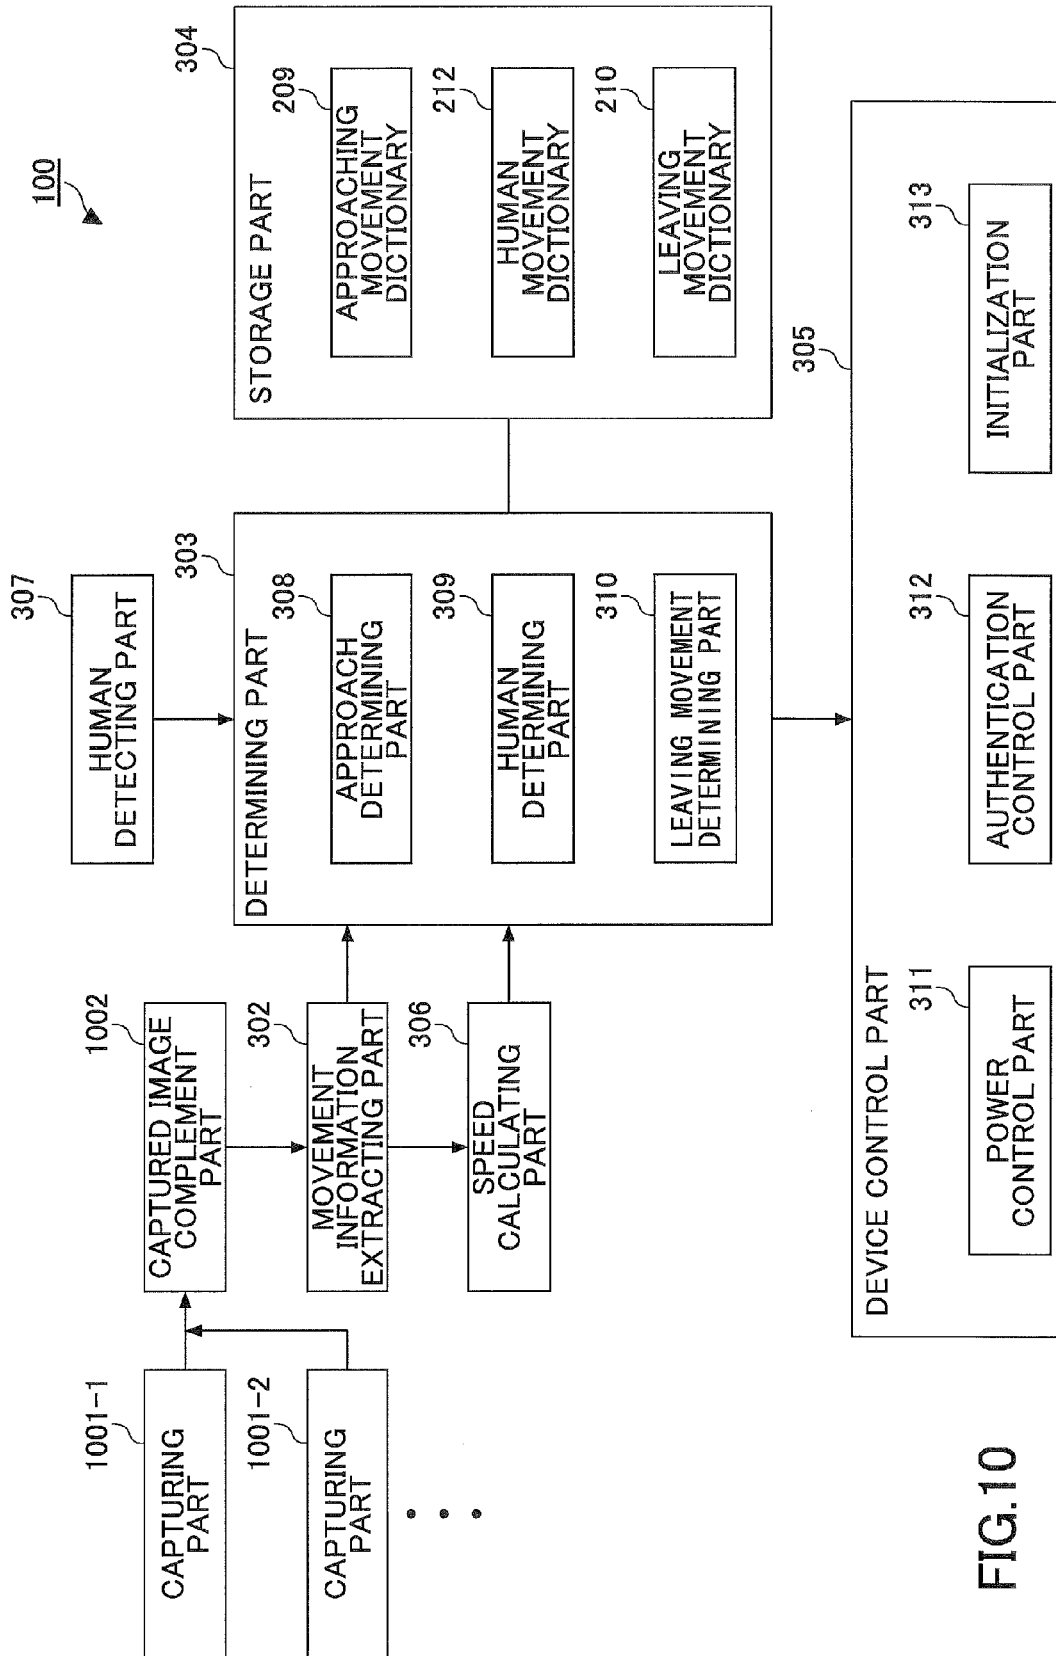 100
307
HUMAN
DETECTING PART
1001-1
CAPTURING
PART
1001-2
CAPTURING
PART
1002
CAPTURED IMAGE
COMPLEMENT
PART
302
MOVEMENT
INFORMATION
EXTRACTING PART
306
SPEED
CALCULATING
PART
303
DETERMINING PART
308
APPROACH
DETERMINING
PART
309
HUMAN
DETERMINING
PART
310
LEAVING MOVEMENT
DETERMINING PART
304
STORAGE PART
209
APPROACHING
MOVEMENT
DICTIONARY
212
HUMAN
MOVEMENT
DICTIONARY
210
LEAVING
MOVEMENT
DICTIONARY
305
DEVICE CONTROL PART
311
POWER
CONTROL PART
312
AUTHENTICATION
CONTROL PART
313
INITIALIZATION
PART
FIG.10